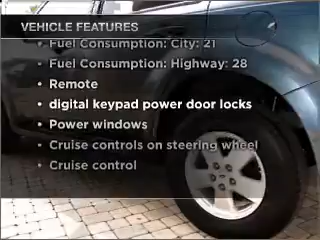 VEHICLE FEATURES
• Fuel Consumption: City: 21
• Fuel Consumption: Highway: 28
• Remote
• digital keypad power door locks
• Power windows
• Cruise controls on steering wheel
• Cruise control